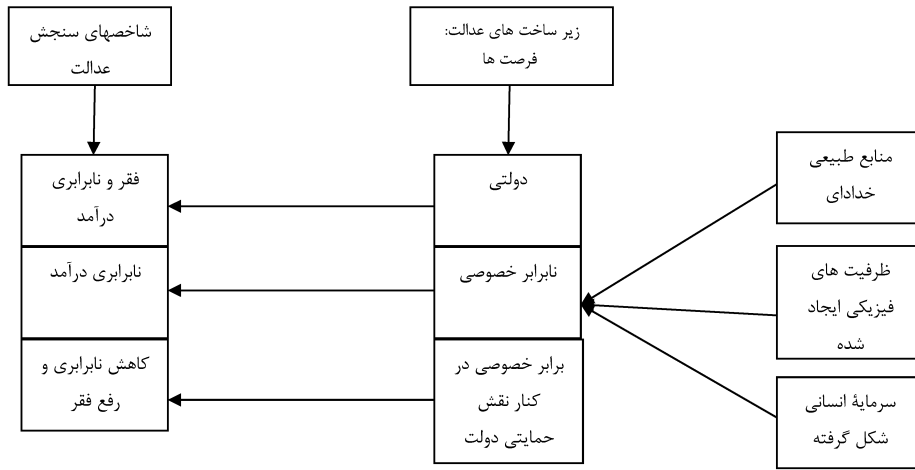 زیر ساخت های عدالت:
فرصت ها
شاخصهای سنجش
عدالت
منابع طبیعی
خدادای
ظرفیت های
فیزیکی ایجاد
شده
سرمایۀ انسانی
شکل گرفته
دولتی
نابرابر خصوصی
برابر خصوصی در
کنار نقش
حمایتی دولت
فقر و نابرابری
درآمد
نابرابری درآمد
کاهش نابرابری و
رفع فقر